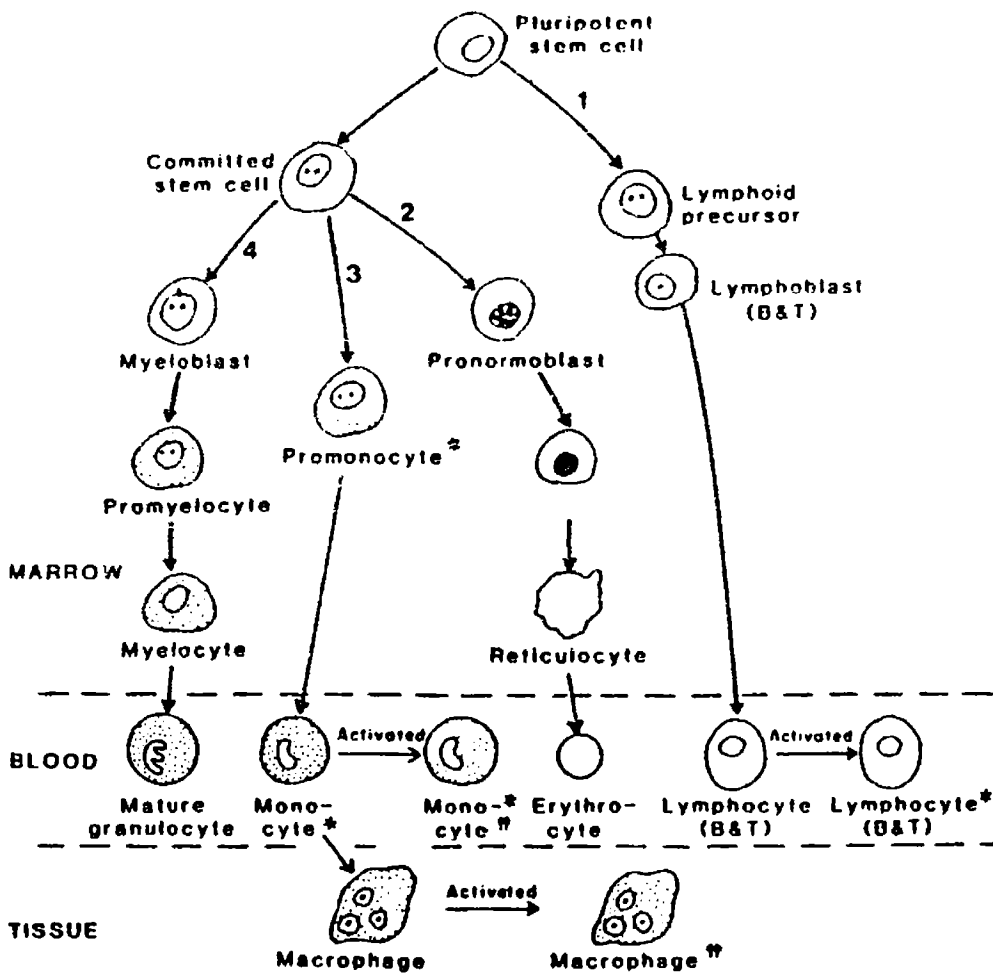 Pluripotent
stem cell
1
Committed
stem cell
Lymphoid
precursor
2
4
3
Lymphoblast
(B&T)
Myeloblast
Pronormoblast
Promonocyte*
Promyelocyte
MARROW
Myelocyte
Reticulocyte
Activated
Activated
BLOOD
Mature
granulocyte
Mono-
cyte*
Mono-*
cyte¶
Erythro-
cyte
Lymphocyte
(B&T)
Lymphocyte*
(B&T)
Activated
TISSUE
Macrophage
Macrophage¶